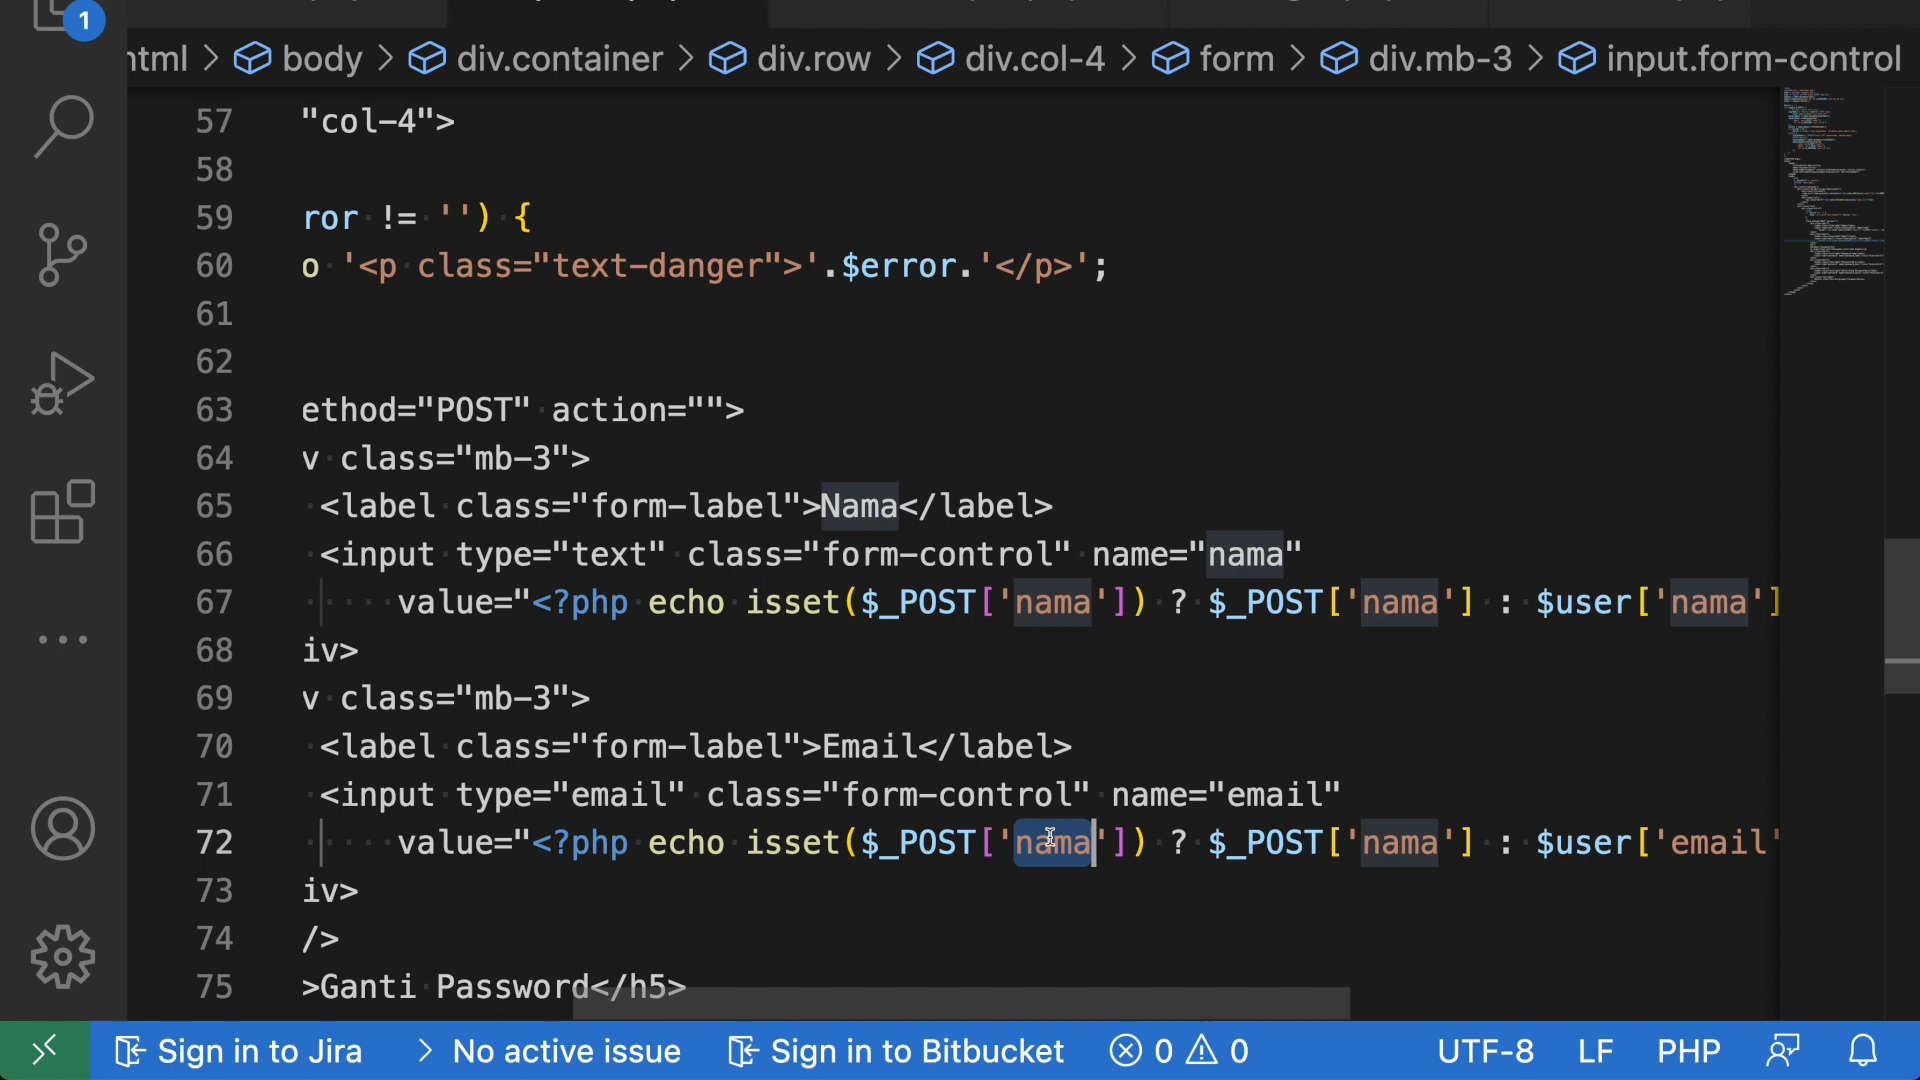 1
html > body > div.container > div.row > div.col-4 > form > div.mb-3 > input.form-control
57 "col-4">
58
59 ror != '') {
60 o '<p class="text-danger">'.$error.'</p>';
61
62
63 ethod="POST" action="">
64 v class="mb-3">
65 <label class="form-label">Nama</label>
66 <input type="text" class="form-control" name="nama"
67 value="<?php echo isset($_POST['nama']) ? $_POST['nama'] : $user['nama']
68 iv>
69 v class="mb-3">
70 <label class="form-label">Email</label>
71 <input type="email" class="form-control" name="email"
72 value="<?php echo isset($_POST['nama']) ? $_POST['nama'] : $user['email'
73 iv>
74 />
75 >Ganti Password</h5>
Sign in to Jira > No active issue Sign in to Bitbucket 0 0 UTF-8 LF PHP